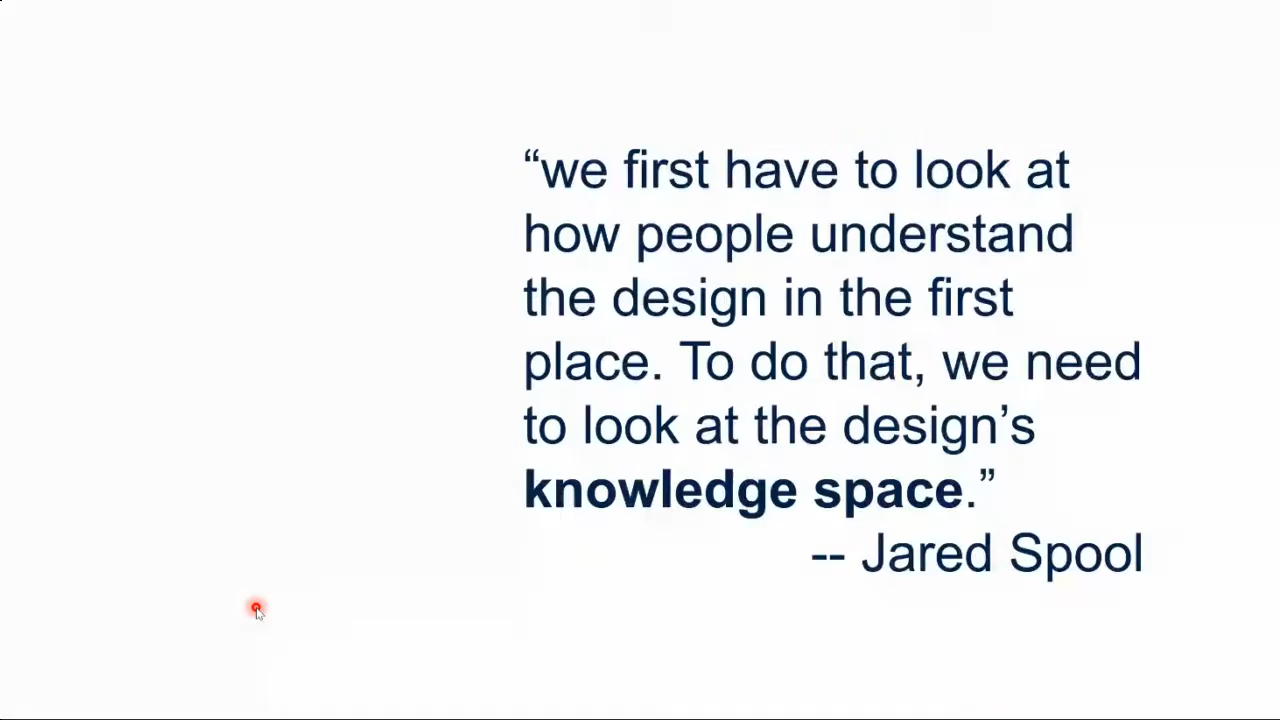 “we first have to look at
how people understand
the design in the first
place. To do that, we need
to look at the design’s
knowledge space.”
-- Jared Spool